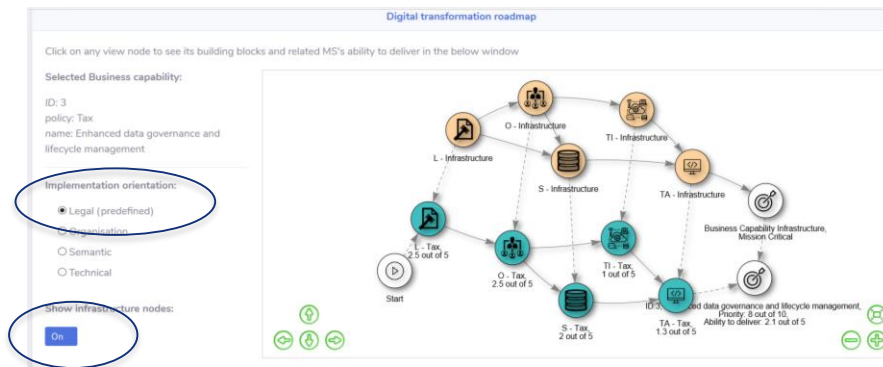 Digital transformation roadmap
Click on any view node to see its building blocks and related MS's ability to deliver in the below window
Selected Business capability:
ID: 3
policy: Tax
name: Enhanced data governance and
lifecycle management
Implementation orientation:
Legal (predefined)
Organisation
Semantic
Technical
Show infrastructure nodes:
On
O - Infrastructure
TI - Infrastructure
L - Infrastructure
S - Infrastructure
TA - Infrastructure
Business Capability Infrastructure,
Mission Critical
L - Tax,
2.5 out of 5
O - Tax,
2.5 out of 5
TI - Tax,
1 out of 5
Start
S - Tax,
2 out of 5
TA - Tax,
1.3 out of 5
ID:3, data governance and lifecycle management,
Priority: 8 out of 10,
Ability to deliver: 2.1 out of 5